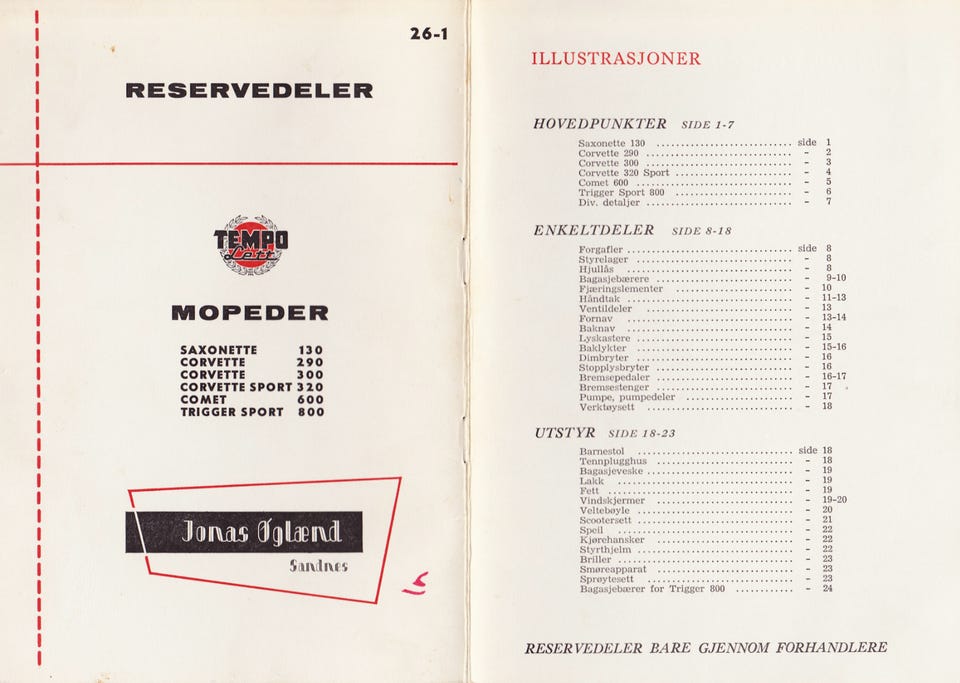 26-1
RESERVEDELER
TEMPO
Lett
MOPEDER
SAXONETTE 130
CORVETTE 290
CORVETTE 300
CORVETTE SPORT 320
COMET 600
TRIGGER SPORT 800
Jonas Øglænd
Sandnes
ILLUSTRASJONER
HOVEDPUNKTER SIDE 1-7
Saxonette 130 .......................... side 1
Corvette 290 .......................... - 2
Corvette 300 .......................... - 3
Corvette 320 Sport .......................... - 4
Comet 600 .......................... - 5
Trigger Sport 800 .......................... - 6
Div. detaljer .......................... - 7
ENKELTDELER SIDE 8-18
Forgafler .......................... side 8
Styrelager .......................... - 8
Hjullås .......................... - 8
Bagasjebærere .......................... - 9-10
Fjæringslementer .......................... - 10
Håndtak .......................... - 11-13
Ventildeler .......................... - 13
Fornav .......................... - 13-14
Baknav .......................... - 14
Lyskastere .......................... - 15
Baklykter .......................... - 15-16
Dimbryter .......................... - 16
Stopplysbryter .......................... - 16
Bremsepedaler .......................... - 16-17
Bremsestenger .......................... - 17
Pumpe, pumpedeler .......................... - 17
Verktøysett .......................... - 18
UTSTYR SIDE 18-23
Barnestol .......................... side 18
Tennplugghus .......................... - 18
Bagasjeveske .......................... - 19
Lakk .......................... - 19
Fett .......................... - 19
Vindskjermer .......................... - 19-20
Veltebøyle .......................... - 20
Scootersett .......................... - 21
Speil .......................... - 22
Kjørehansker .......................... - 22
Styrthjelm .......................... - 22
Briller .......................... - 23
Smøreapparat .......................... - 23
Sprøytesett .......................... - 23
Bagasjebærer for Trigger 800 ........... - 24
RESERVEDELER BARE GJENNOM FORHANDLERE